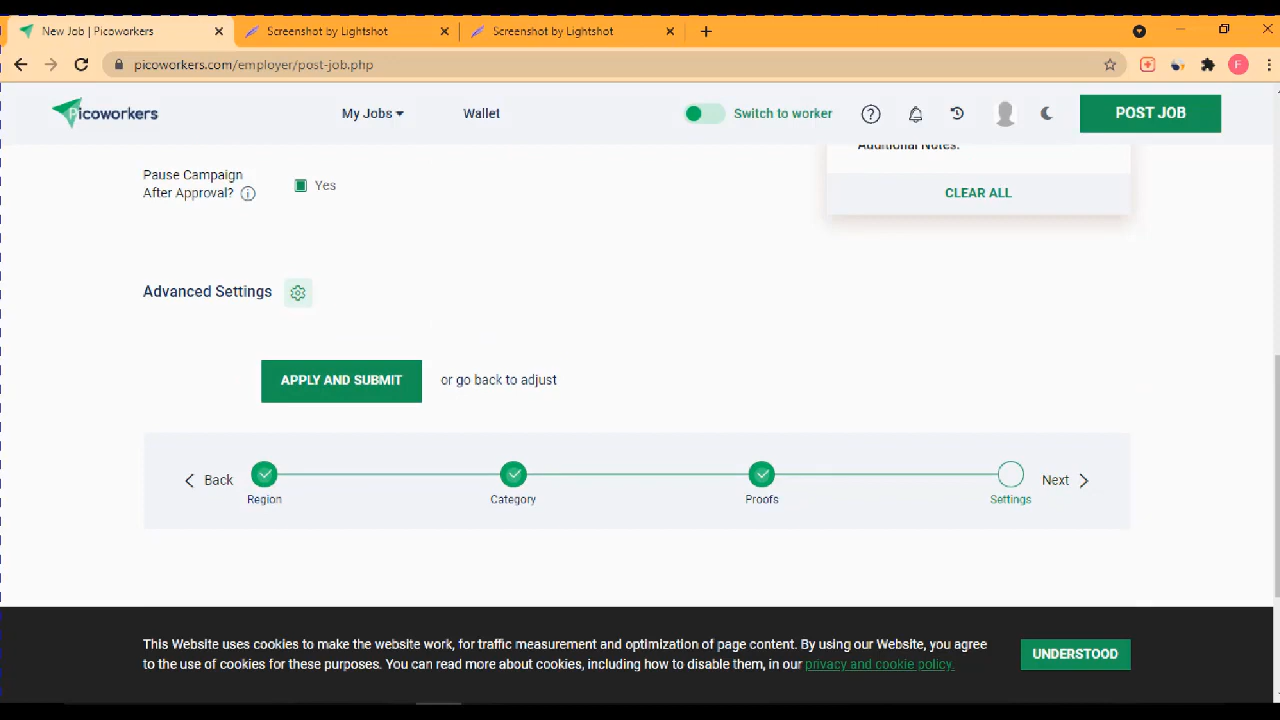 New Job | Picoworkers
Screenshot by Lightshot
Screenshot by Lightshot
picoworkers.com/employer/post-job.php
F
Picoworkers
My Jobs
Wallet
Switch to worker
POST JOB
Additional Notes:
Pause Campaign
After Approval?
Yes
CLEAR ALL
Advanced Settings
APPLY AND SUBMIT
or go back to adjust
Back
Next
Region
Category
Proofs
Settings
This Website uses cookies to make the website work, for traffic measurement and optimization of page content. By using our Website, you agree
to the use of cookies for these purposes. You can read more about cookies, including how to disable them, in our privacy and cookie policy.
UNDERSTOOD